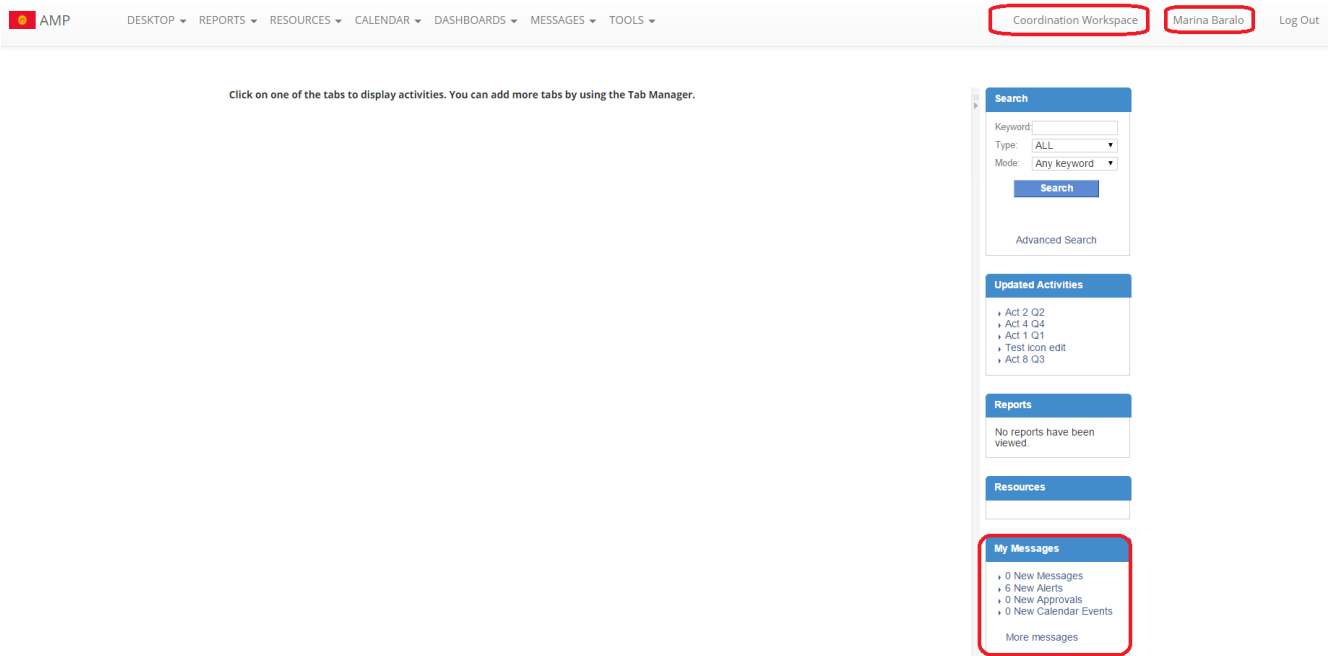 AMP DESKTOP REPORTS RESOURCES CALENDAR DASHBOARDS MESSAGES TOOLS Coordination Workspace Marina Baralo Log Out
Click on one of the tabs to display activities. You can add more tabs by using the Tab Manager.
Search
Keyword:
Type: ALL
Mode: Any keyword
Search
Advanced Search
Updated Activities
Act 2 Q2
Act 4 Q4
Act 1 Q1
Test icon edit
Act 8 Q3
Reports
No reports have been
viewed.
Resources
My Messages
0 New Messages
6 New Alerts
0 New Approvals
0 New Calendar Events
More messages